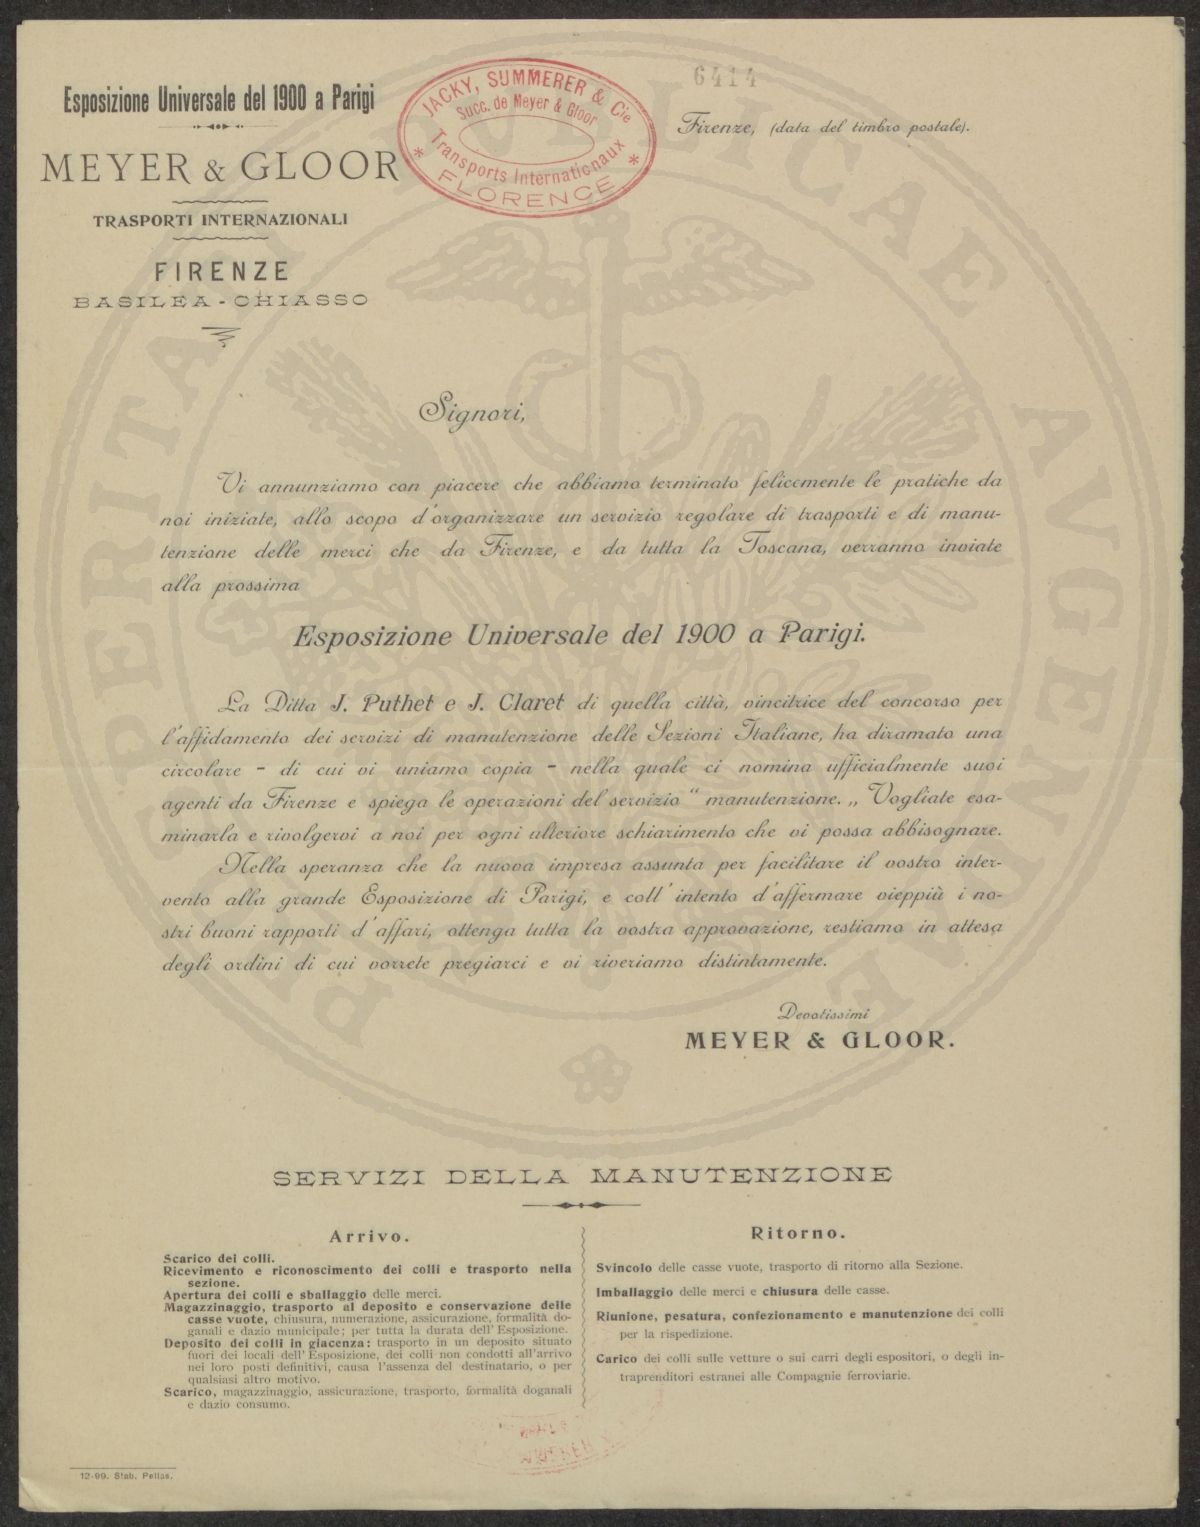 6414
Esposizione Universale del 1900 a Parigi
MEYER & GLOOR
TRASPORTI INTERNAZIONALI
FIRENZE
BASILEA - CHIASSO
JACKY, SUMMERER & Cie
Succ. de Meyer & Gloor
Transports Internationaux
* FLORENCE *
Firenze, (data del timbro postale).
Signori,
Vi annunziamo con piacere che abbiamo terminato felicemente le pratiche da
noi iniziate, allo scopo d'organizzare un servizio regolare di trasporti e di manu-
tenzione delle merci che da Firenze, e da tutta la Toscana, verranno inviate
alla prossima
Esposizione Universale del 1900 a Parigi.
La Ditta J. Puthet e J. Claret di quella città, vincitrice del concorso per
l'affidamento dei servizi di manutenzione delle Sezioni Italiane, ha diramato una
circolare - di cui vi uniamo copia - nella quale ci nomina ufficialmente suoi
agenti da Firenze e spiega le operazioni del servizio “ manutenzione. „ Vogliate esa-
minarla e rivolgervi a noi per ogni ulteriore schiarimento che vi possa abbisognare.
Nella speranza che la nuova impresa assunta per facilitare il vostro inter-
vento alla grande Esposizione di Parigi, e coll' intento d'affermare vieppiù i no-
stri buoni rapporti d'affari, ottenga tutta la vostra approvazione, restiamo in attesa
degli ordini di cui vorrete pregiarci e vi riveriamo distintamente.
Devotissimi
MEYER & GLOOR.
SERVIZI DELLA MANUTENZIONE
Arrivo.
Scarico dei colli.
Ricevimento e riconoscimento dei colli e trasporto nella
sezione.
Apertura dei colli e sballaggio delle merci.
Magazzinaggio, trasporto al deposito e conservazione delle
casse vuote, chiusura, numerazione, assicurazione, formalità do-
ganali e dazio municipale; per tutta la durata dell' Esposizione.
Deposito dei colli in giacenza: trasporto in un deposito situato
fuori dei locali dell' Esposizione, dei colli non condotti all'arrivo
nei loro posti definitivi, causa l'assenza del destinatario, o per
qualsiasi altro motivo.
Scarico, magazzinaggio, assicurazione, trasporto, formalità doganali
e dazio consumo.
Ritorno.
Svincolo delle casse vuote, trasporto di ritorno alla Sezione.
Imballaggio delle merci e chiusura delle casse.
Riunione, pesatura, confezionamento e manutenzione dei colli
per la rispedizione.
Carico dei colli sulle vetture o sui carri degli espositori, o degli in-
traprenditori estranei alle Compagnie ferroviarie.
12-99. Stab. Pellas.